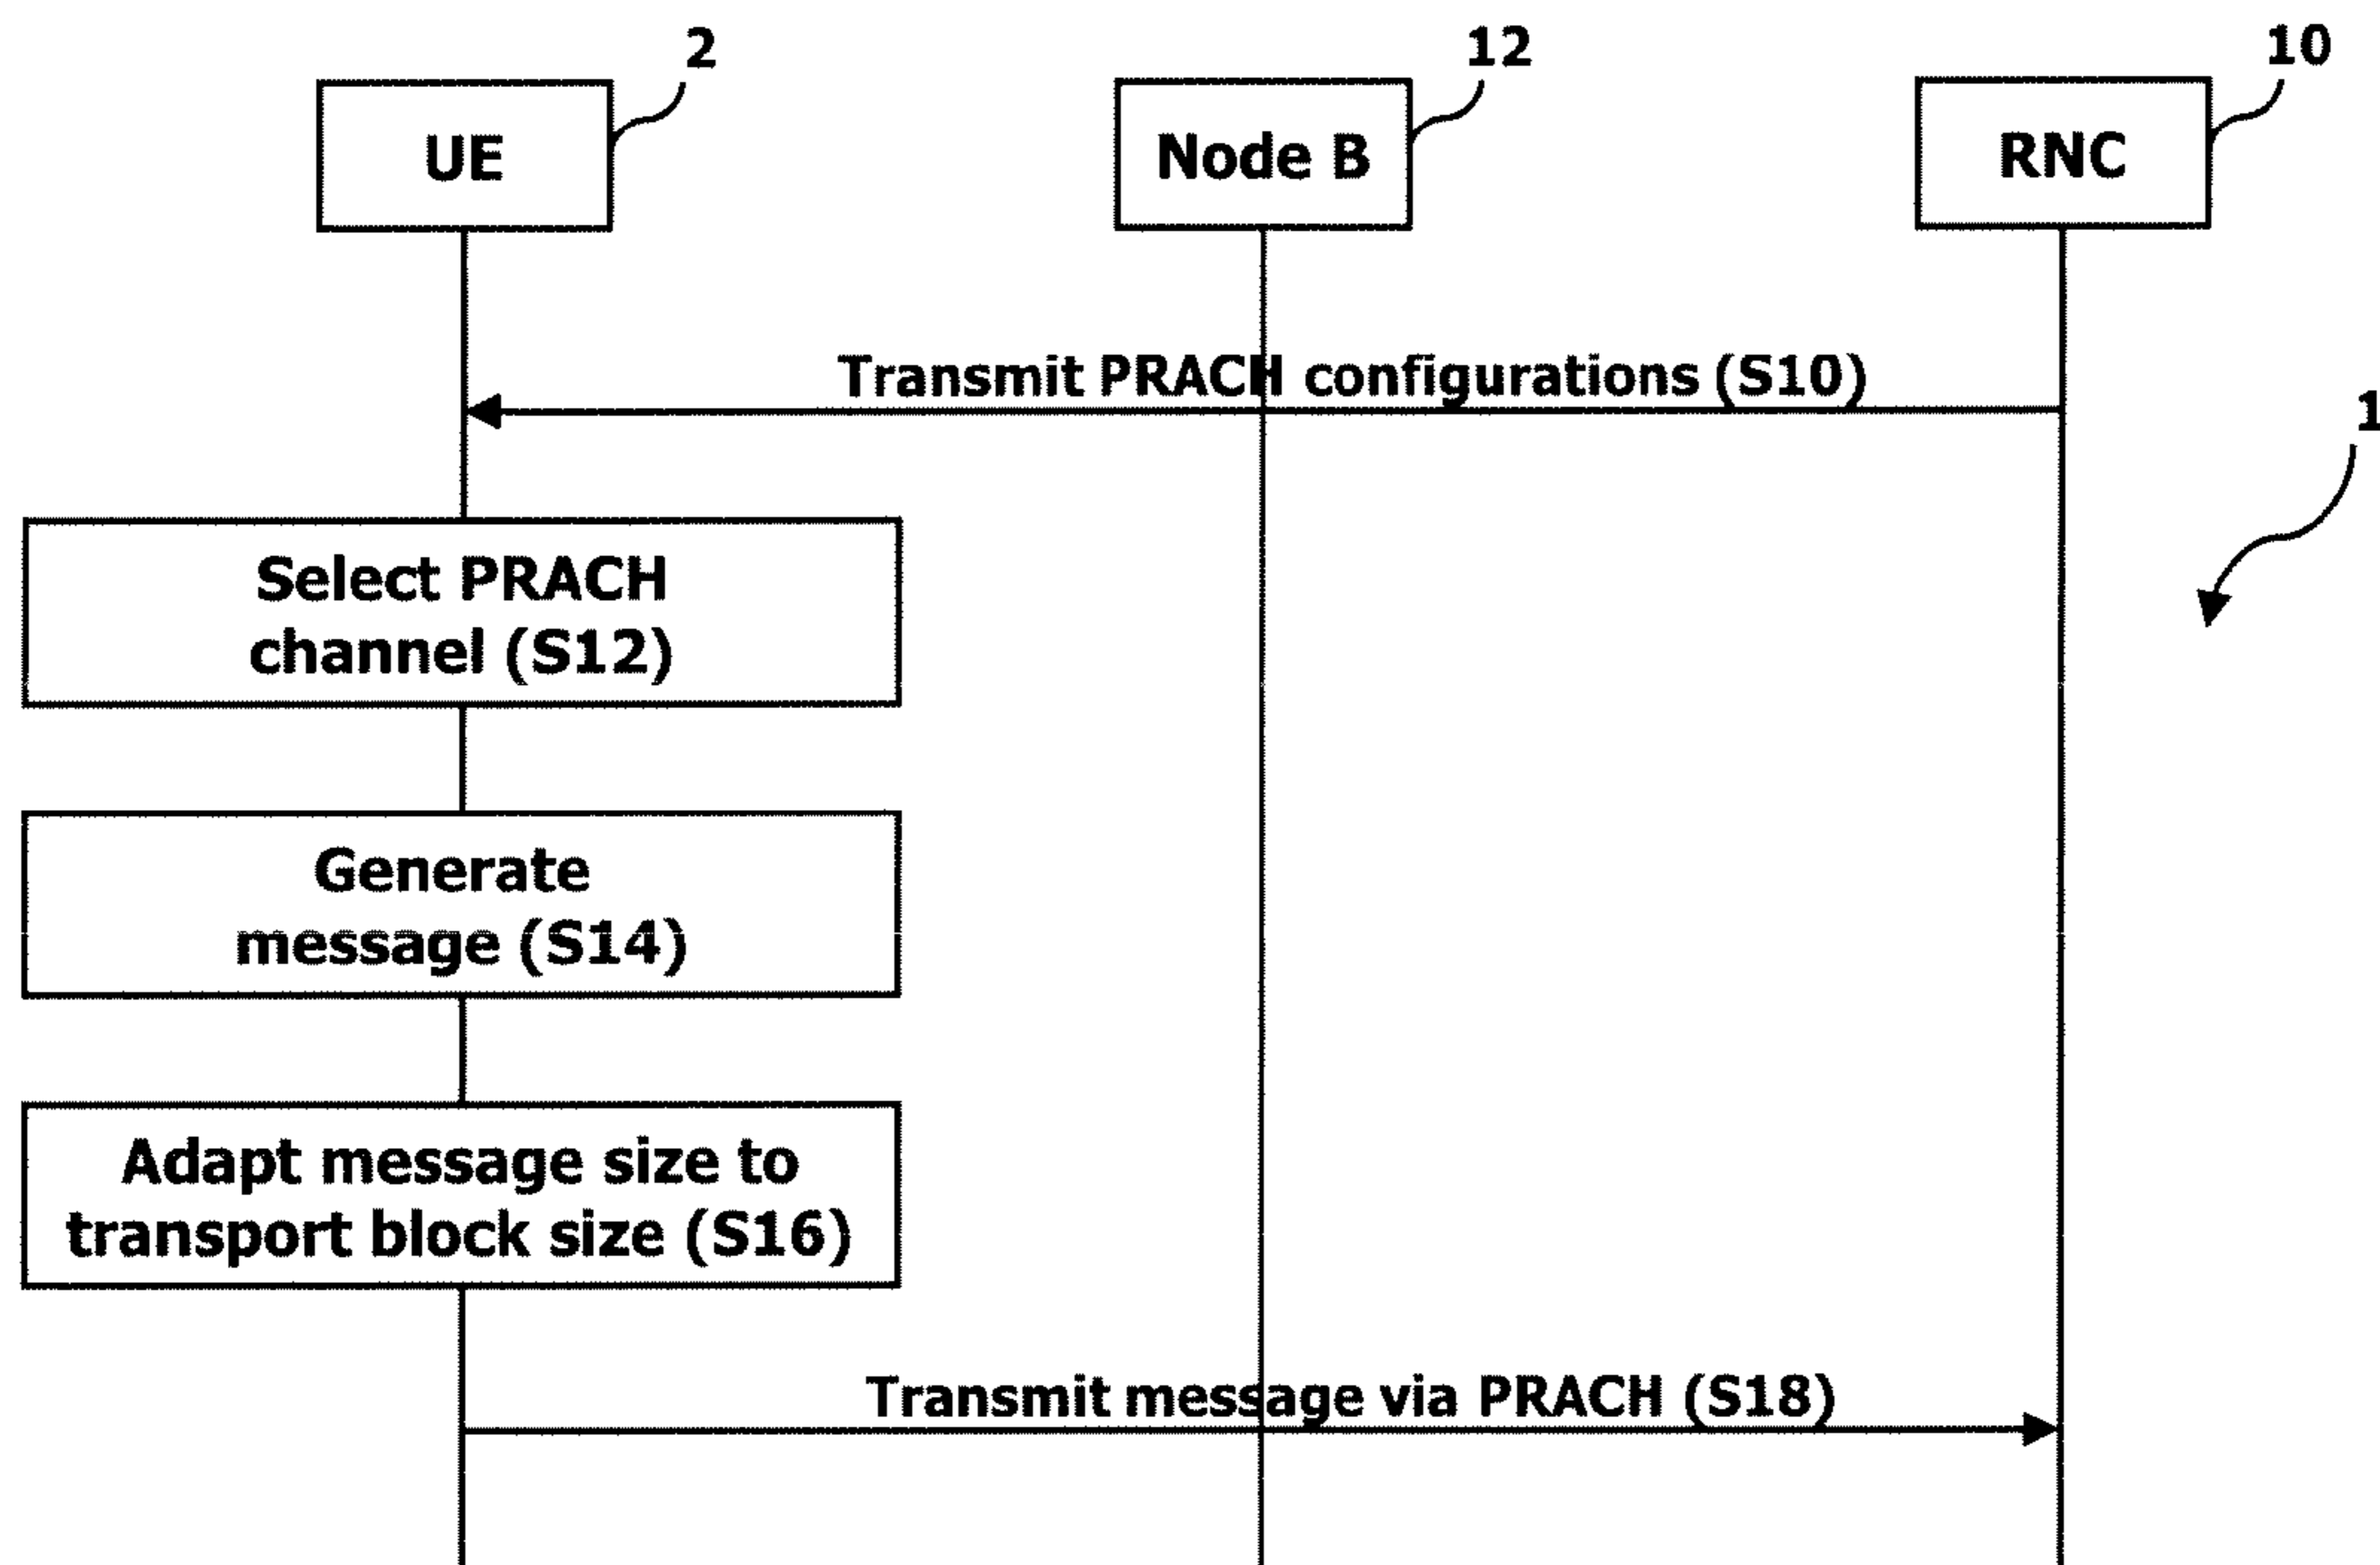 2
12
10
UE
Node B
RNC
Transmit PRACH configurations (S10)
1
Select PRACH
channel (S12)
Generate
message (S14)
Adapt message size to
transport block size (S16)
Transmit message via PRACH (S18)